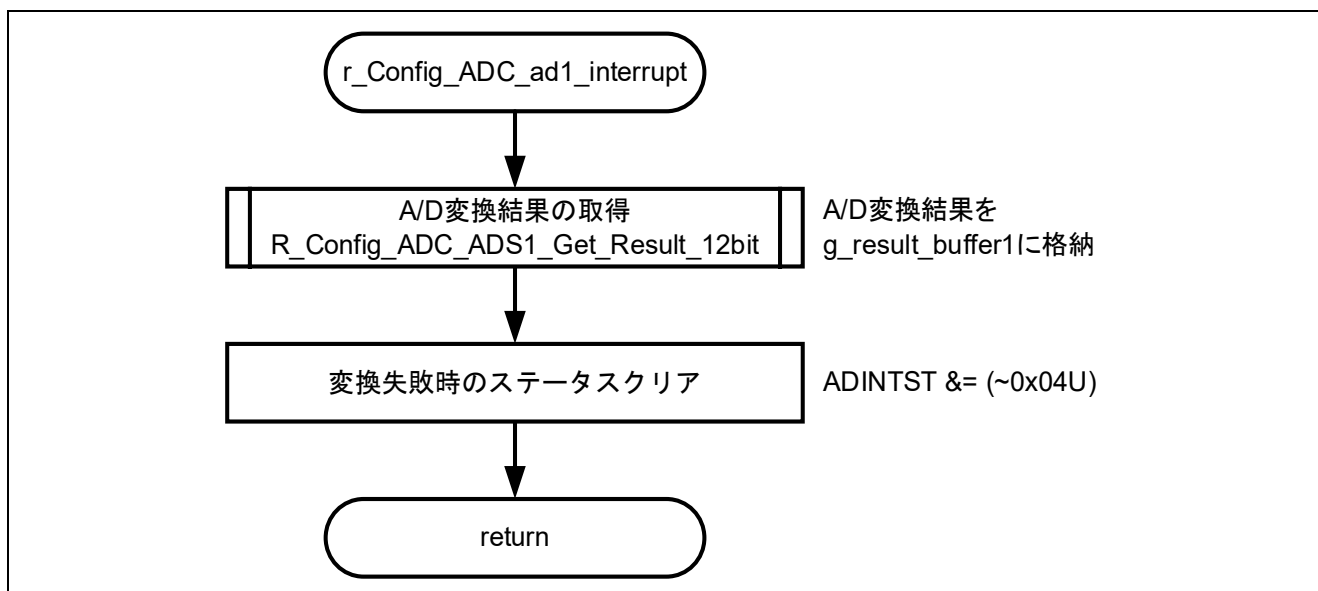 r_Config_ADC_ad1_interrupt
A/D変換結果の取得
R_Config_ADC_ADS1_Get_Result_12bit
A/D変換結果を
g_result_buffer1に格納
変換失敗時のステータスクリア
ADINTST &= (~0x04U)
return